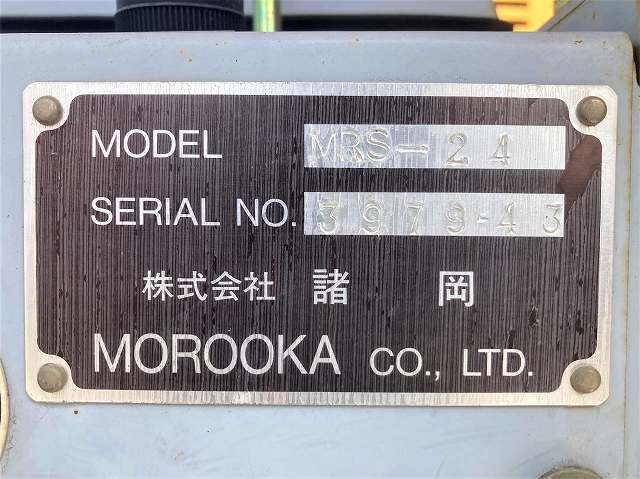 MODEL MRS-24
SERIAL NO. 3979-43
株式会社 諸岡
MOROOKA CO., LTD.